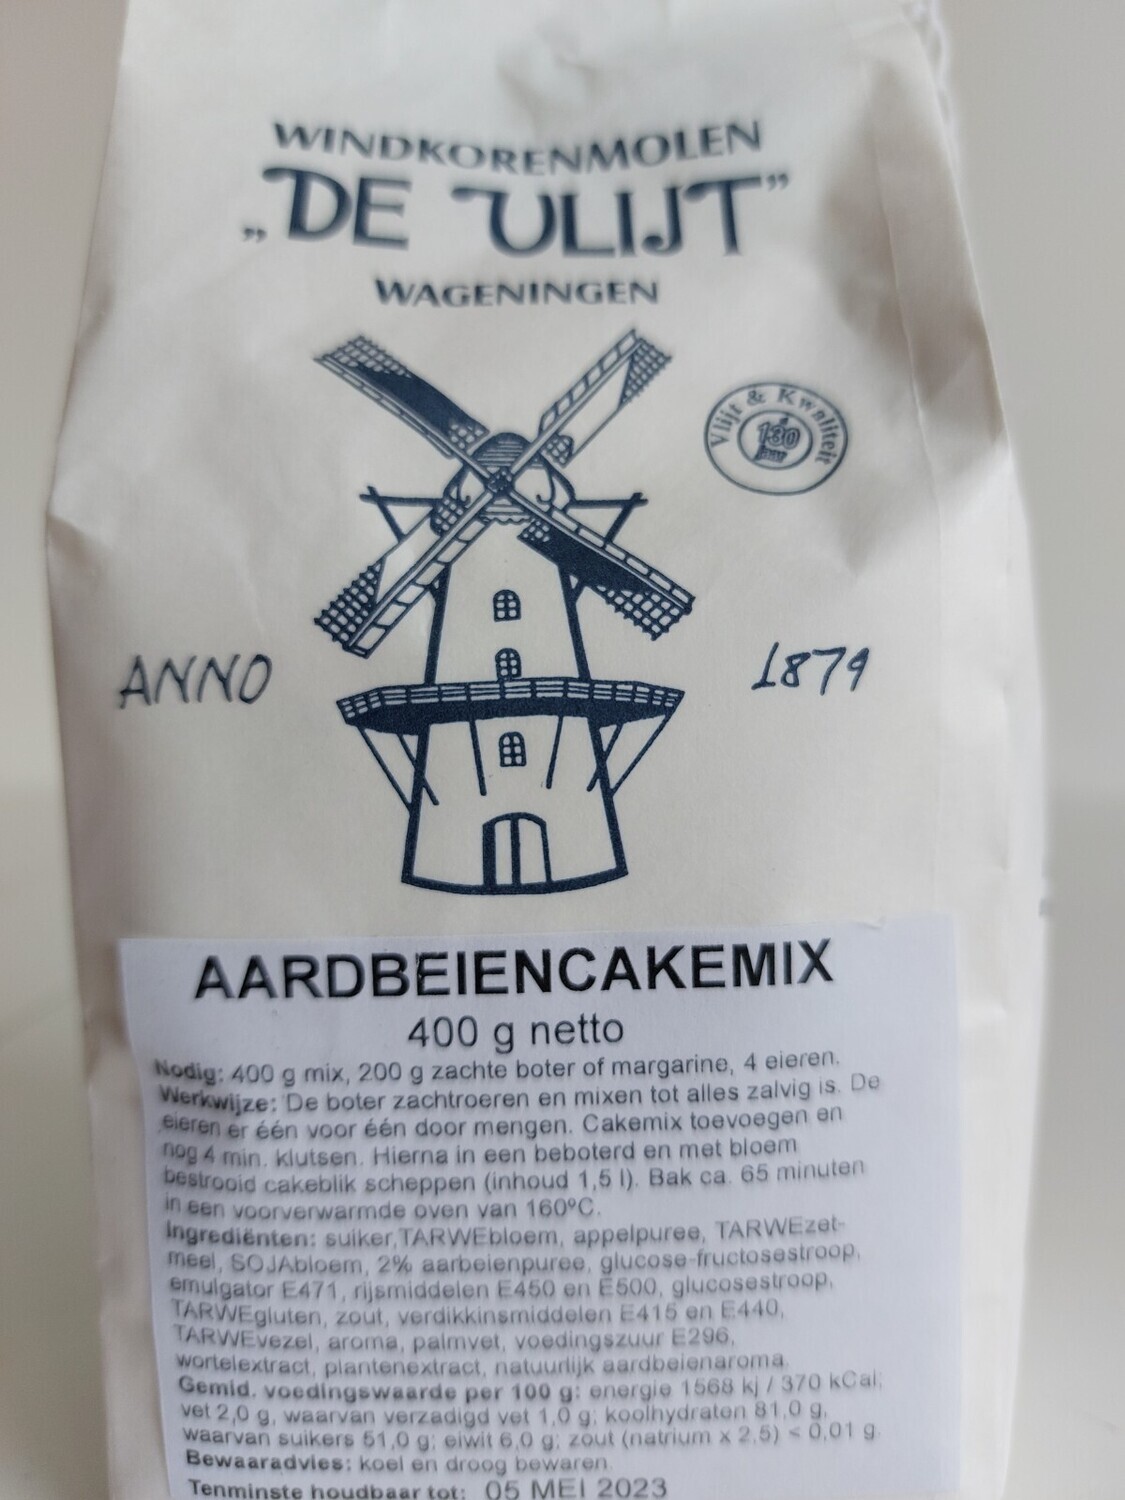 WINDKORENMOLEN
„DE VLIJT”
WAGENINGEN
Vlijt & Kwaliteit
130
jaar
ANNO 1879
AARDBEIENCAKEMIX
400 g netto
Nodig: 400 g mix, 200 g zachte boter of margarine, 4 eieren.
Werkwijze: De boter zachtroeren en mixen tot alles zalvig is. De
eieren er één voor één door mengen. Cakemix toevoegen en
nog 4 min. klutsen. Hierna in een beboterd en met bloem
bestrooid cakeblik scheppen (inhoud 1,5 l). Bak ca. 65 minuten
in een voorverwarmde oven van 160ºC.
Ingrediënten: suiker,TARWEbloem, appelpuree, TARWEzet-
meel, SOJAbloem, 2% aarbeienpuree, glucose-fructosestroop,
emulgator E471, rijsmiddelen E450 en E500, glucosestroop,
TARWEgluten, zout, verdikkinsmiddelen E415 en E440,
TARWEvezel, aroma, palmvet, voedingszuur E296,
wortelextract, plantenextract, natuurlijk aardbeienaroma.
Gemid. voedingswaarde per 100 g: energie 1568 kj / 370 kCal;
vet 2,0 g, waarvan verzadigd vet 1,0 g; koolhydraten 81,0 g,
waarvan suikers 51,0 g; eiwit 6,0 g; zout (natrium x 2,5) < 0,01 g.
Bewaaradvies: koel en droog bewaren.
Tenminste houdbaar tot: 05 MEI 2023